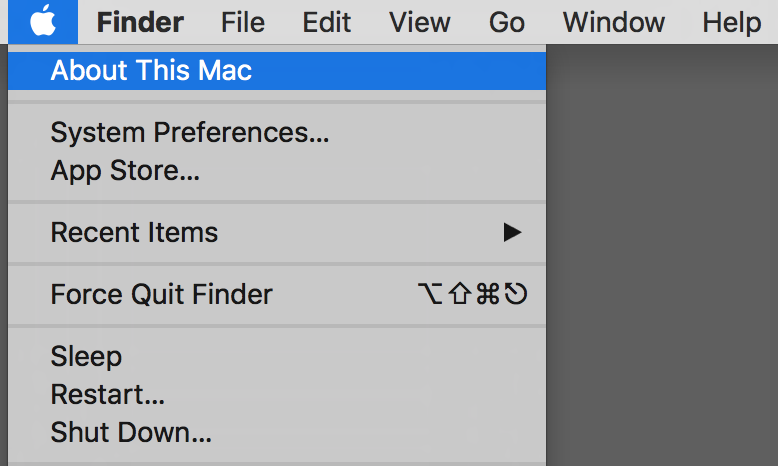 Finder File Edit View Go Window Help
About This Mac
System Preferences...
App Store...
Recent Items ▶
Force Quit Finder ⌥⇧⌘⎋
Sleep
Restart...
Shut Down...